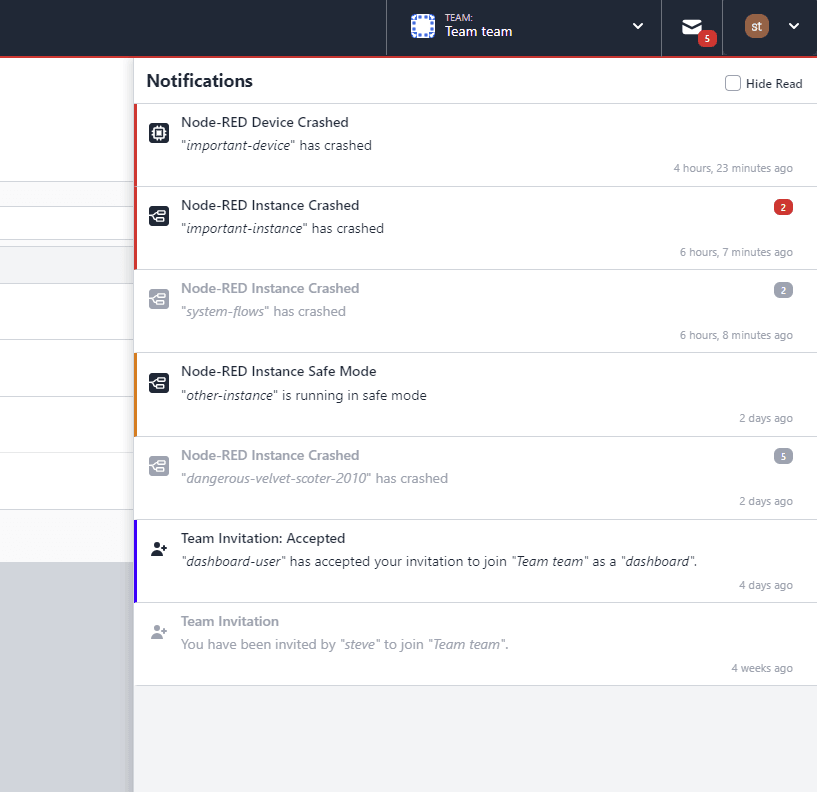 TEAM:
Team team
5
st
Notifications
Hide Read
Node-RED Device Crashed
"important-device" has crashed
4 hours, 23 minutes ago
Node-RED Instance Crashed
2
"important-instance" has crashed
6 hours, 7 minutes ago
Node-RED Instance Crashed
2
"system-flows" has crashed
6 hours, 8 minutes ago
Node-RED Instance Safe Mode
"other-instance" is running in safe mode
2 days ago
Node-RED Instance Crashed
5
"dangerous-velvet-scoter-2010" has crashed
2 days ago
Team Invitation: Accepted
"dashboard-user" has accepted your invitation to join "Team team" as a "dashboard".
4 days ago
Team Invitation
You have been invited by "steve" to join "Team team".
4 weeks ago